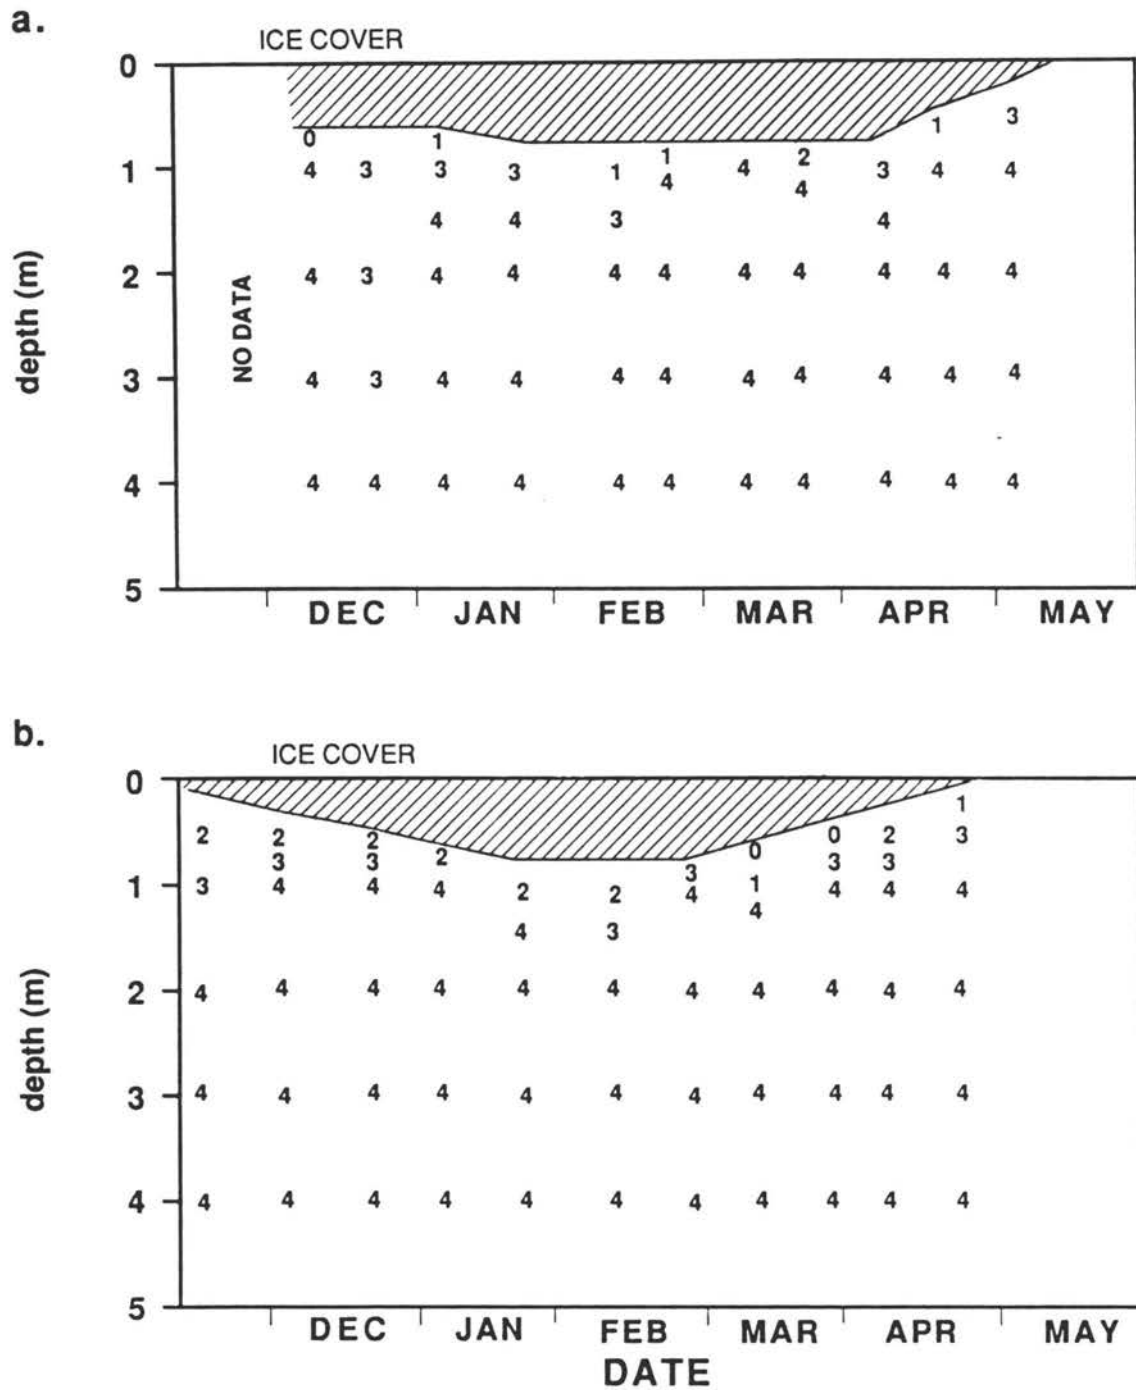 a.
ICE COVER
0
0 1 1 3
1 2
1 4 3 3 3 1 4 4 4 3 4 4
4 4 3 4
2 4 3 4 4 4 4 4 4 4 4 4
NO DATA
depth (m)
3 4 3 4 4 4 4 4 4 4 4 4
4 4 4 4 4 4 4 4 4 4 4 4
5
DEC JAN FEB MAR APR MAY
b.
ICE COVER
0
1
2 2 2 0 2 3
3 3 2 3 0 3 3
1 3 4 4 4 2 2 4 1 4 4 4
4 3 4
2 4 4 4 4 4 4 4 4 4 4 4
depth (m)
3 4 4 4 4 4 4 4 4 4 4 4
4 4 4 4 4 4 4 4 4 4 4 4
5
DEC JAN FEB MAR APR MAY
DATE